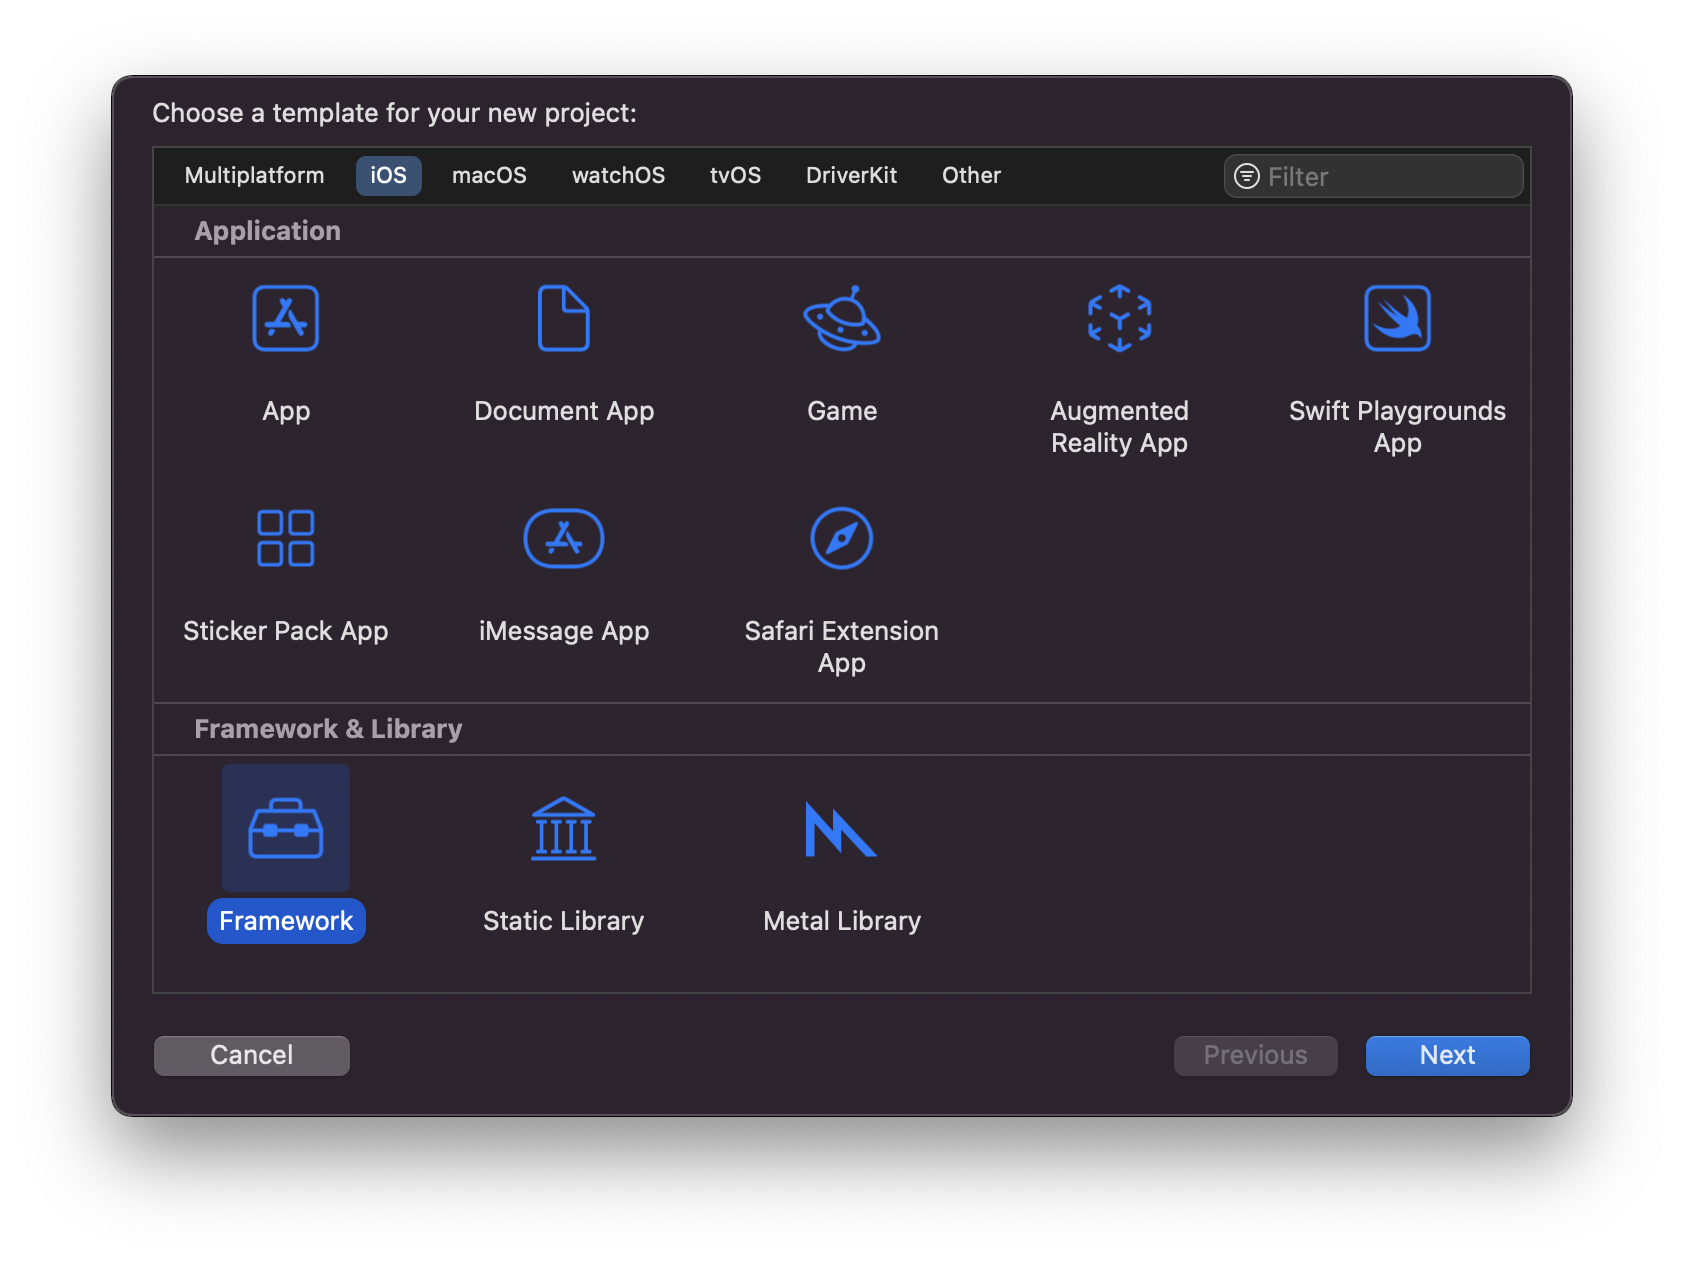 Choose a template for your new project:
Multiplatform iOS macOS watchOS tvOS DriverKit Other Filter
Application
App Document App Game Augmented Reality App Swift Playgrounds App
Sticker Pack App iMessage App Safari Extension App
Framework & Library
Framework Static Library Metal Library
Cancel Previous Next